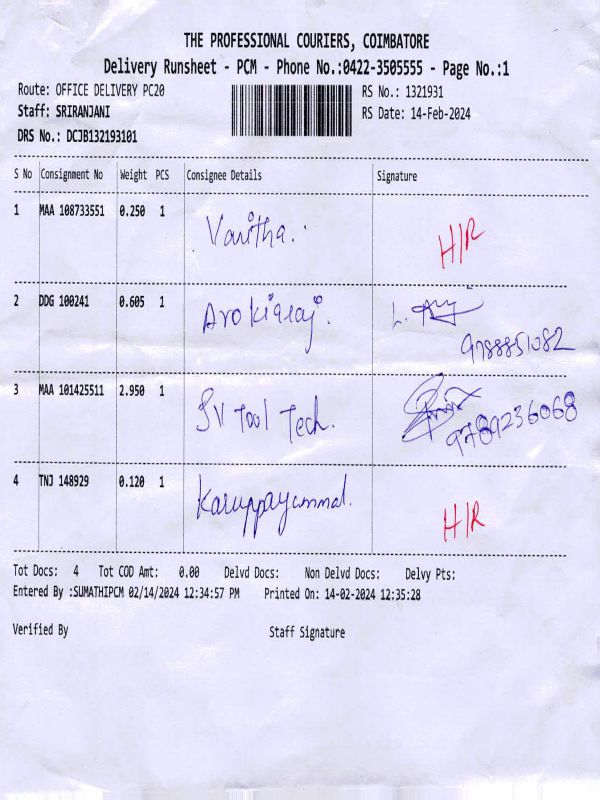 THE PROFESSIONAL COURIERS, COIMBATORE
Delivery Runsheet - PCM - Phone No.:0422-3505555 - Page No.:1
Route: OFFICE DELIVERY PC20 RS No.: 1321931
Staff: SRIRANJANI RS Date: 14-Feb-2024
DRS No.: DCJB132193101
S No Consignment No Weight PCS Consignee Details Signature
1 MAA 108733551 0.250 1 Vanitha. H/R
2 DDG 100241 0.605 1 Arokiaraj.
9788851082
3 MAA 101425511 2.950 1 SV Tool Tech. 9789236068
4 TNJ 148929 0.120 1 Karuppayammal. H/R
Tot Docs: 4 Tot COD Amt: 0.00 Delvd Docs: Non Delvd Docs: Delvy Pts:
Entered By :SUMATHIPCM 02/14/2024 12:34:57 PM Printed On: 14-02-2024 12:35:28
Verified By Staff Signature